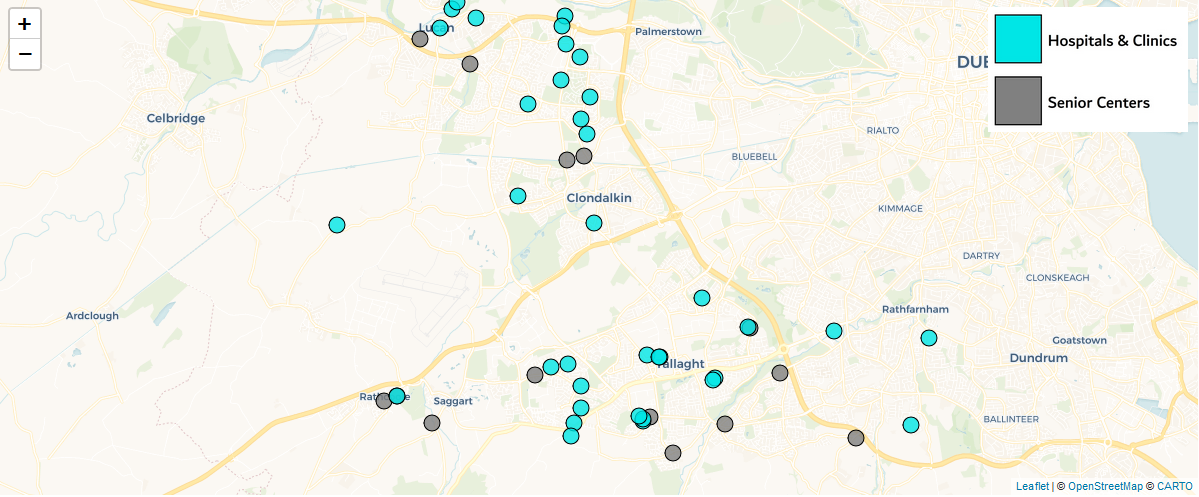 +
−
Lucan
Palmerstown
DUB
Hospitals & Clinics
Senior Centers
Celbridge
RIALTO
BLUEBELL
Clondalkin
KIMMAGE
DARTRY
CLONSKEAGH
Ardclough
Rathfarnham
Goatstown
Dundrum
Tallaght
Saggart
BALLINTEER
Leaflet | © OpenStreetMap © CARTO